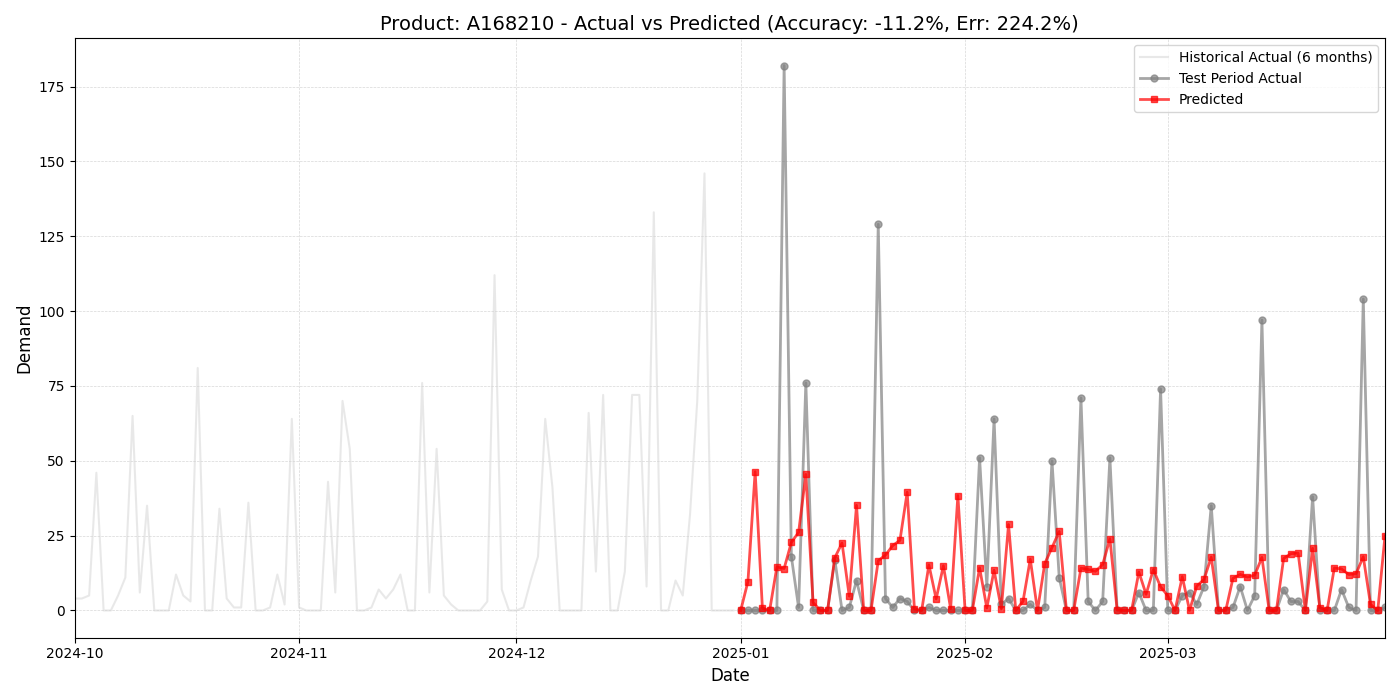 Product: A168210 - Actual vs Predicted (Accuracy: -11.2%, Err: 224.2%)
Historical Actual (6 months)
Test Period Actual
Predicted
Demand
175
150
125
100
75
50
25
0
2024-10
2024-11
2024-12
2025-01
2025-02
2025-03
Date